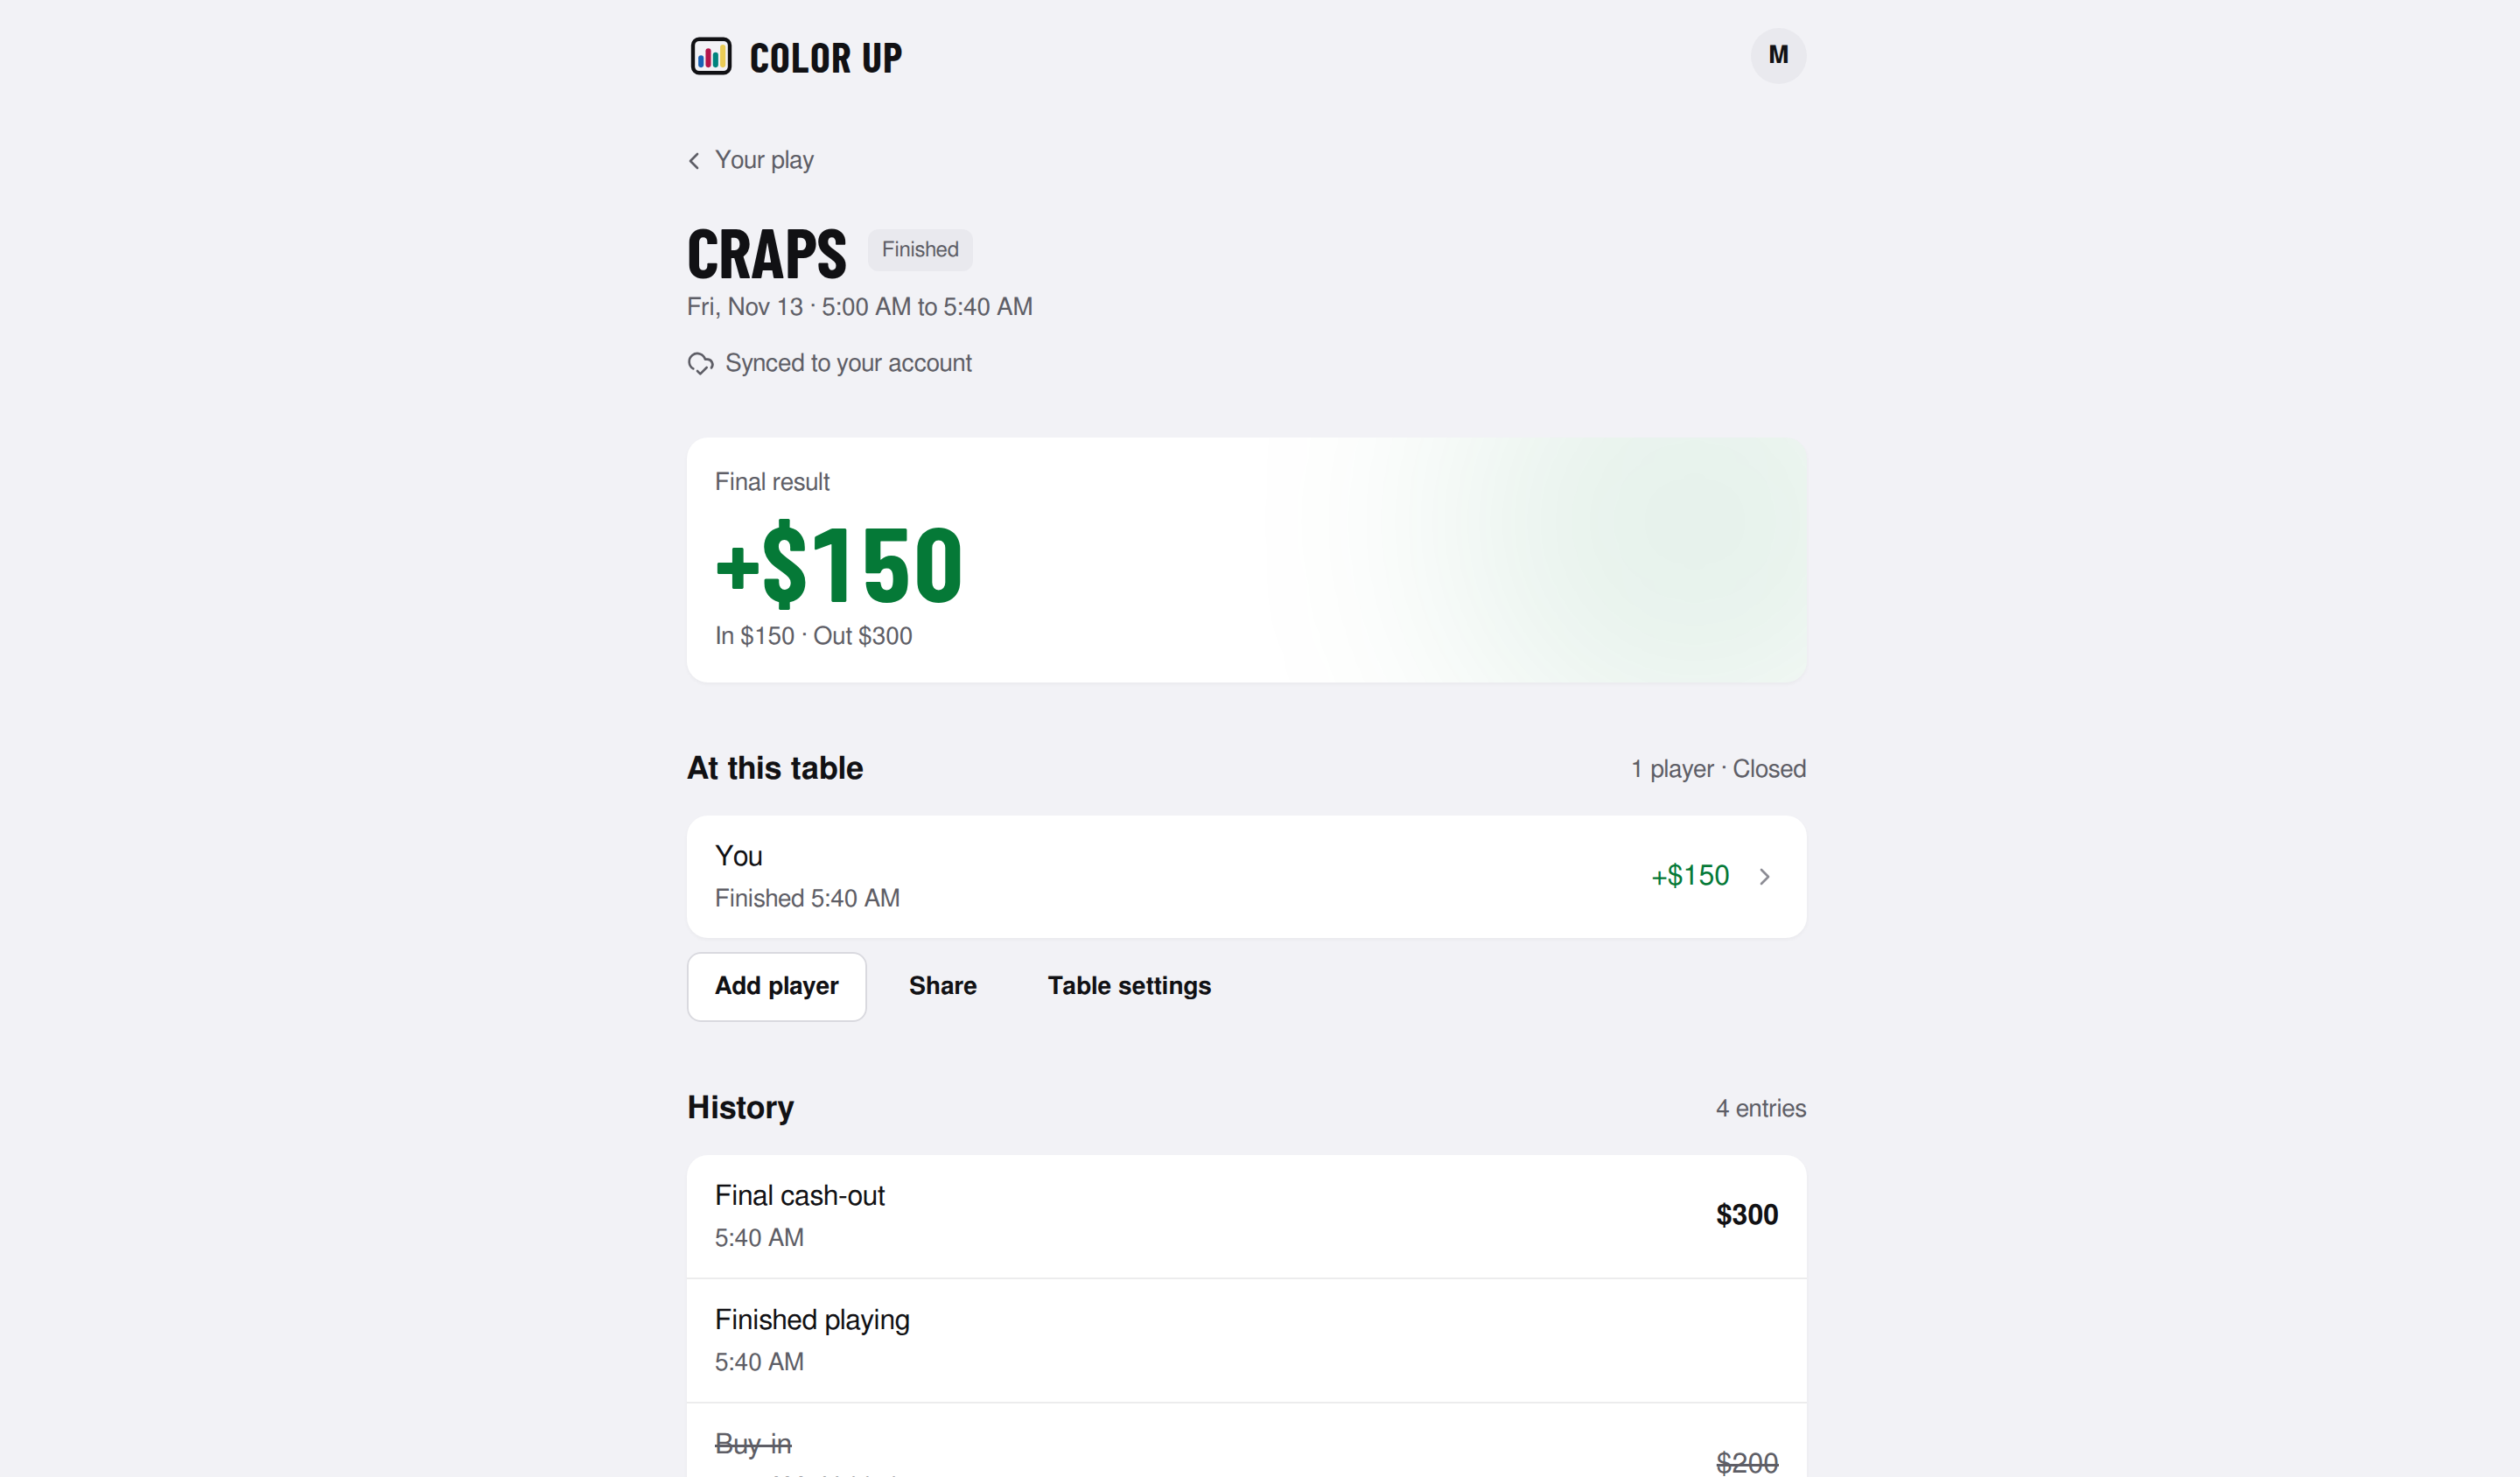 COLOR UP
M
Your play
CRAPS
Finished
Fri, Nov 13 · 5:00 AM to 5:40 AM
Synced to your account
Final result
+$150
In $150 · Out $300
At this table
1 player · Closed
You
+$150
Finished 5:40 AM
Add player
Share
Table settings
History
4 entries
Final cash-out
$300
5:40 AM
Finished playing
5:40 AM
Buy-in
$200